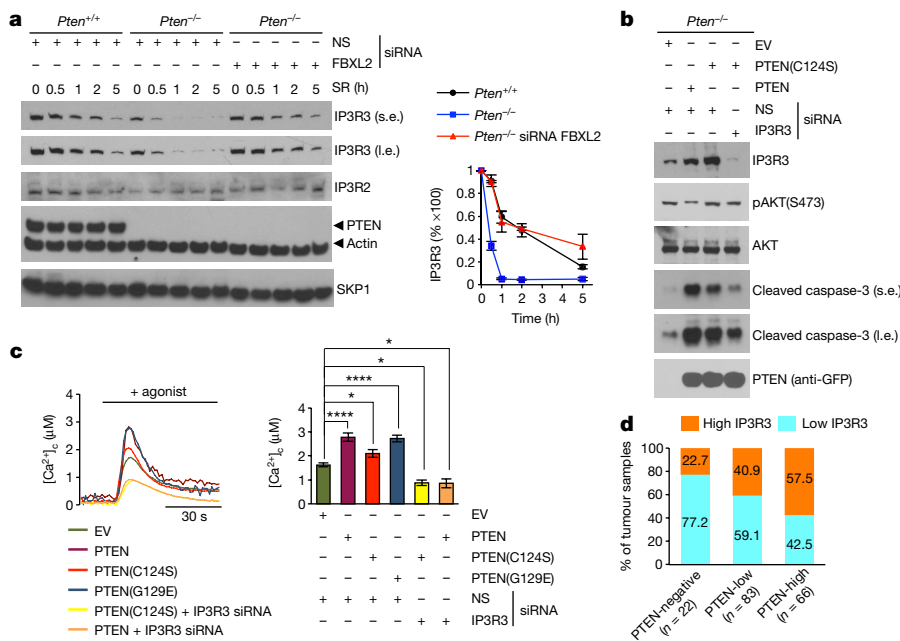 a
Pten+/+ Pten−/− Pten−/−
+ + + + + + + + + + − − − − − NS
− − − − − − − − − − + + + + + FBXL2
siRNA
0 0.5 1 2 5 0 0.5 1 2 5 0 0.5 1 2 5 SR (h)
IP3R3 (s.e.)
IP3R3 (l.e.)
IP3R2
PTEN
Actin
SKP1
Pten+/+
Pten−/−
Pten−/− siRNA FBXL2
IP3R3 (% ×100)
1
0.8
0.6
0.4
0.2
0
0 1 2 3 4 5
Time (h)
b
Pten−/−
+ − − − EV
− − + + PTEN(C124S)
− + − − PTEN
+ + + − NS
− − − + IP3R3
siRNA
IP3R3
pAKT(S473)
AKT
Cleaved caspase-3 (s.e.)
Cleaved caspase-3 (l.e.)
PTEN (anti-GFP)
c
+ agonist
[Ca2+]c (μM)
4
3
2
1
0
30 s
EV
PTEN
PTEN(C124S)
PTEN(G129E)
PTEN(C124S) + IP3R3 siRNA
PTEN + IP3R3 siRNA
*
*
****
*
****
[Ca2+]c (μM)
4
3
2
1
0
+ − − − − − EV
− + − − − + PTEN
− − + − + − PTEN(C124S)
− − − + − − PTEN(G129E)
+ + + + − − NS
− − − − + + IP3R3
siRNA
d
High IP3R3 Low IP3R3
% of tumour samples
100
80
60
40
20
0
22.7 40.9 57.5
77.2 59.1 42.5
PTEN-negative
(n = 22)
PTEN-low
(n = 83)
PTEN-high
(n = 66)